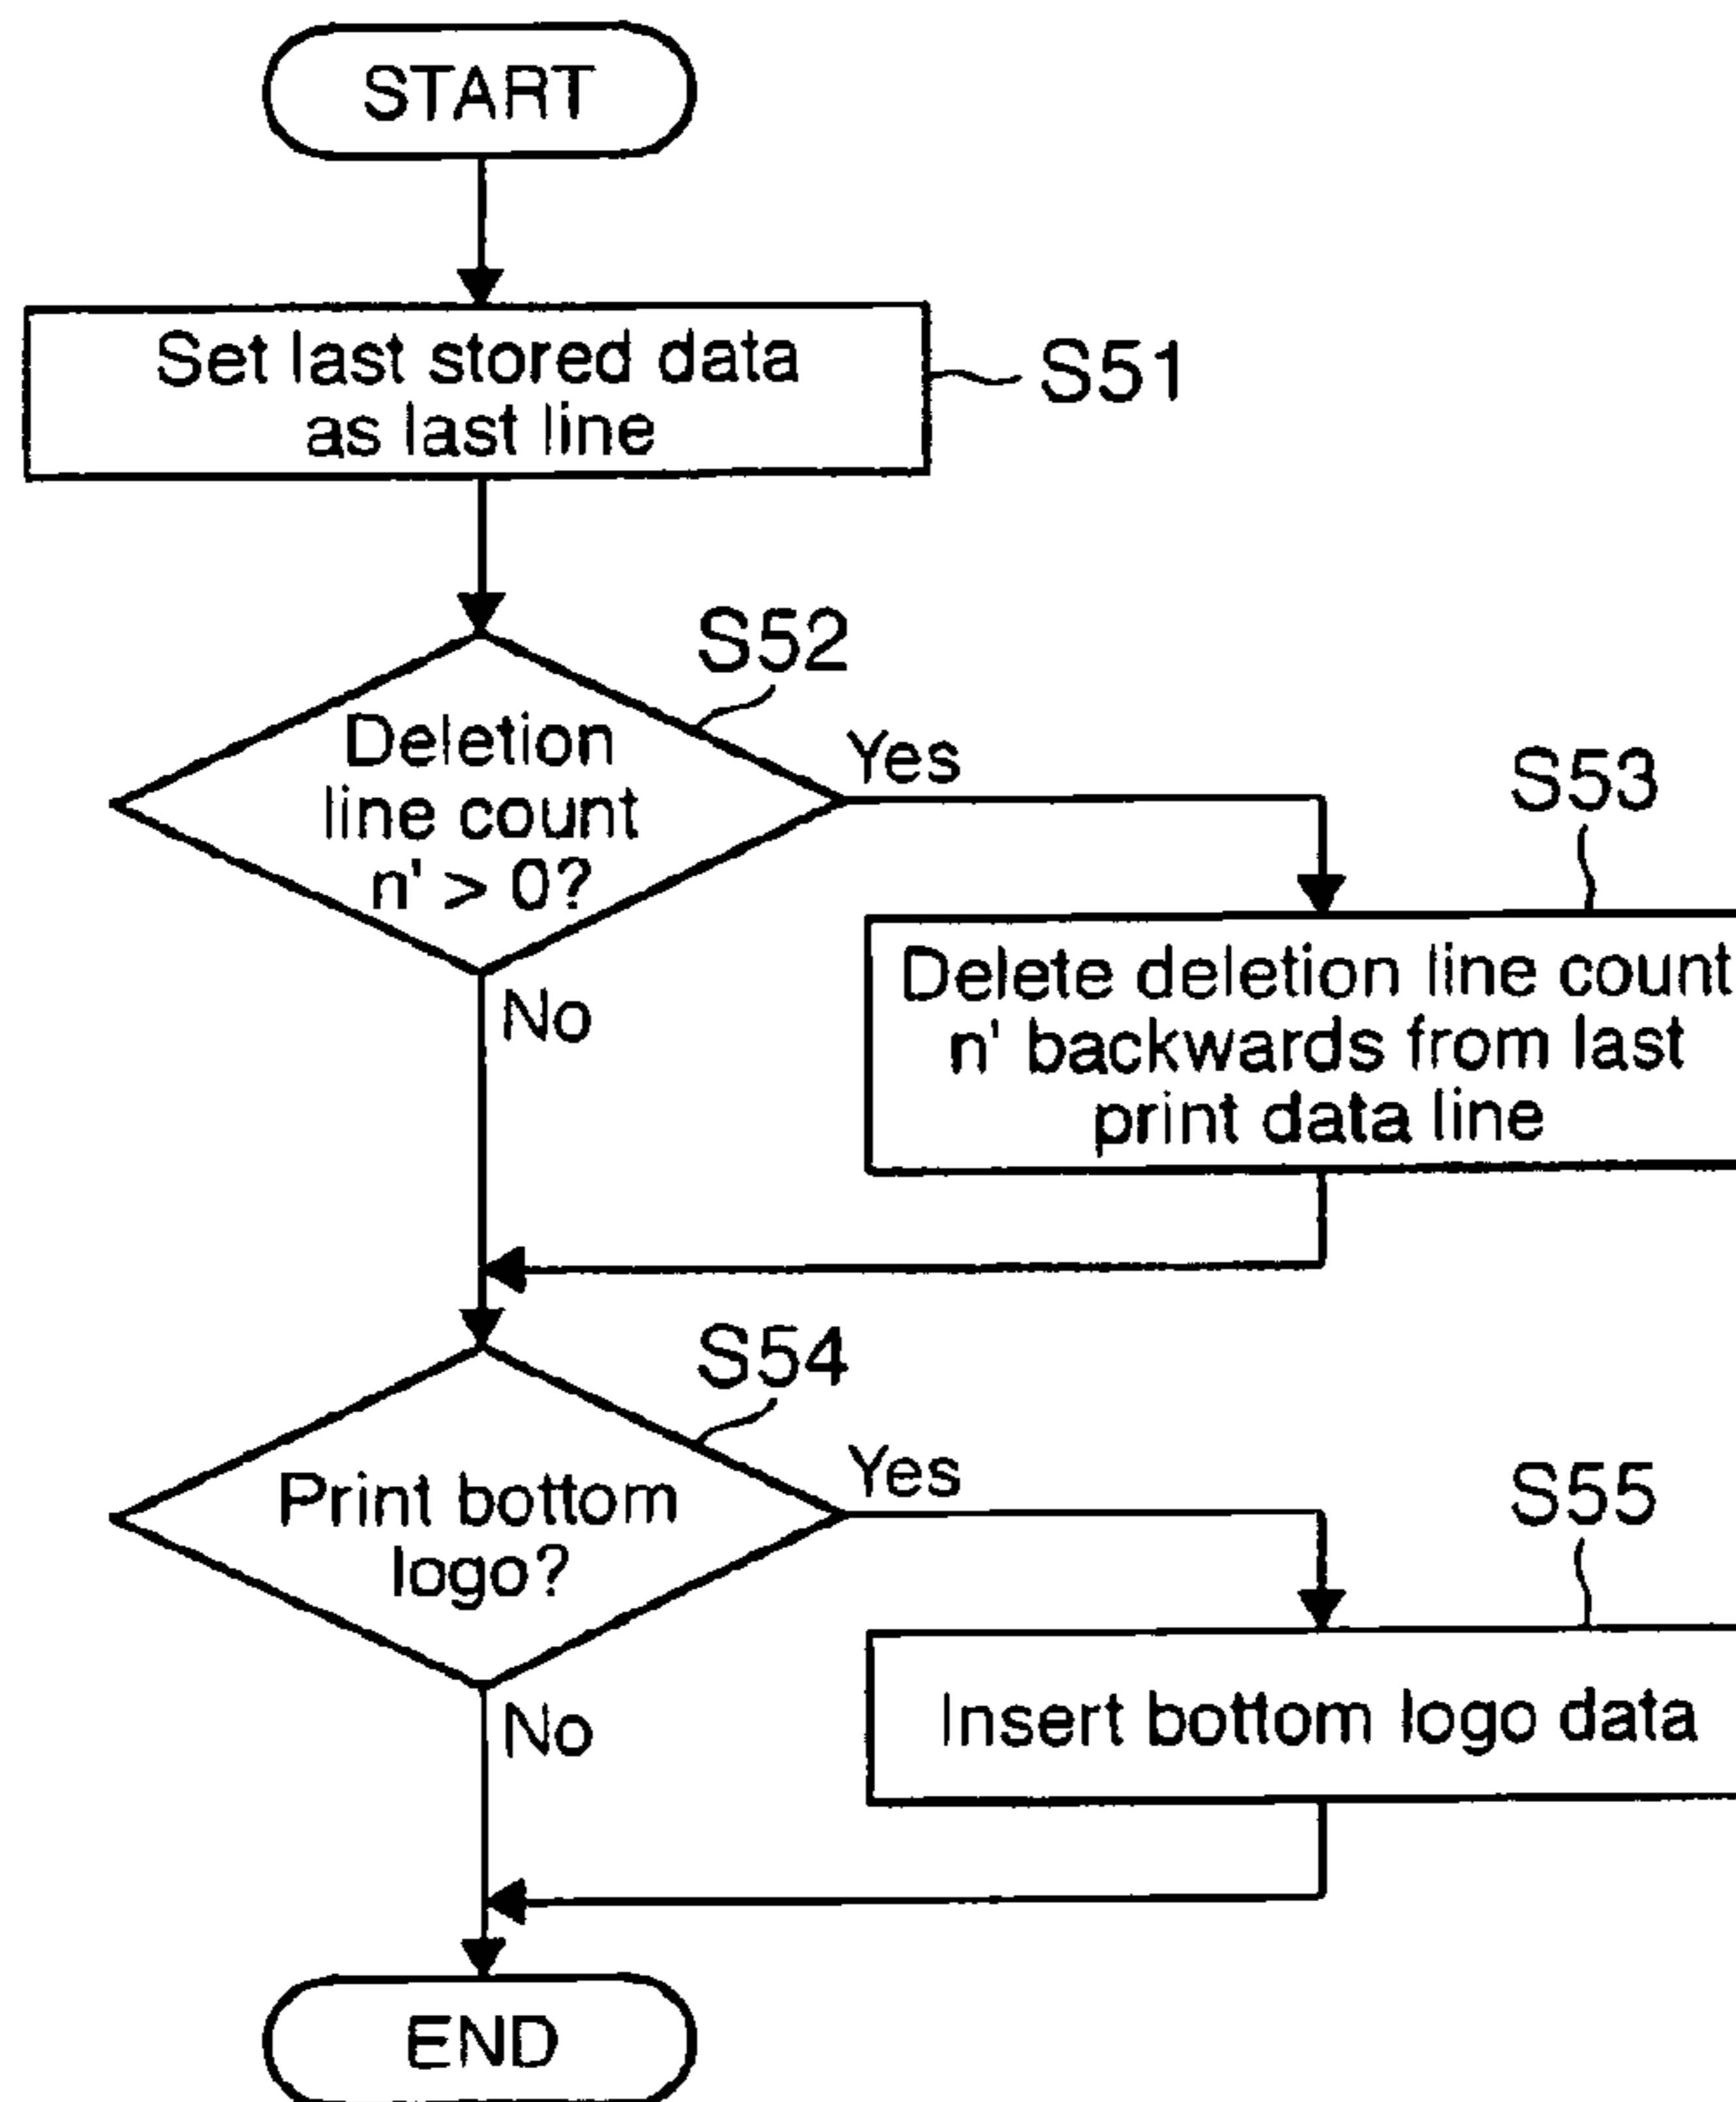 START
Set last stored data
as last line
S51
S52
Deletion
line count
n' > 0?
Yes
No
S53
Delete deletion line count
n' backwards from last
print data line
S54
Print bottom
logo?
Yes
No
S55
Insert bottom logo data
END